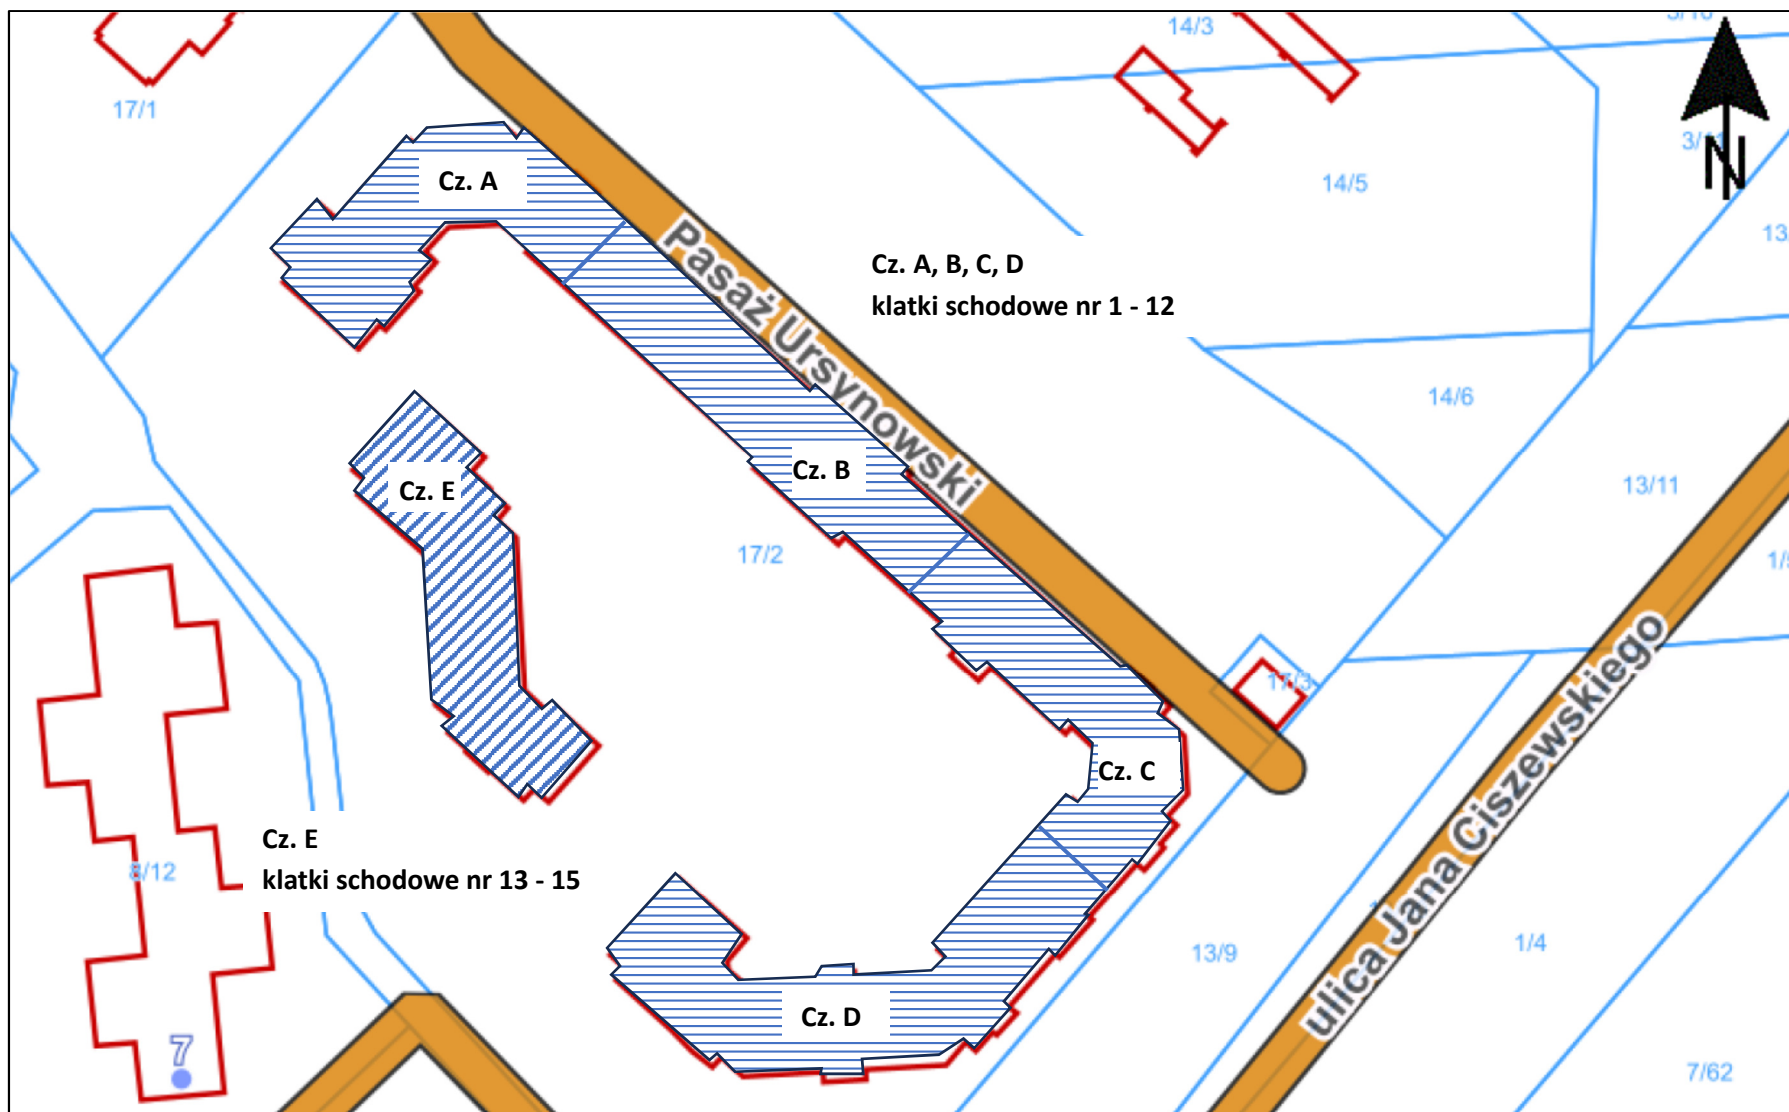 14/3
17/1
14/5
13
Cz. A
Cz. A, B, C, D
klatki schodowe nr 1 - 12
Pasaż Ursynowski
14/6
Cz. B
Cz. E
13/11
17/2
17/3
Cz. C
ulica Jana Ciszewskiego
Cz. E
klatki schodowe nr 13 - 15
8/12
13/9
1/4
Cz. D
7
7/62
N